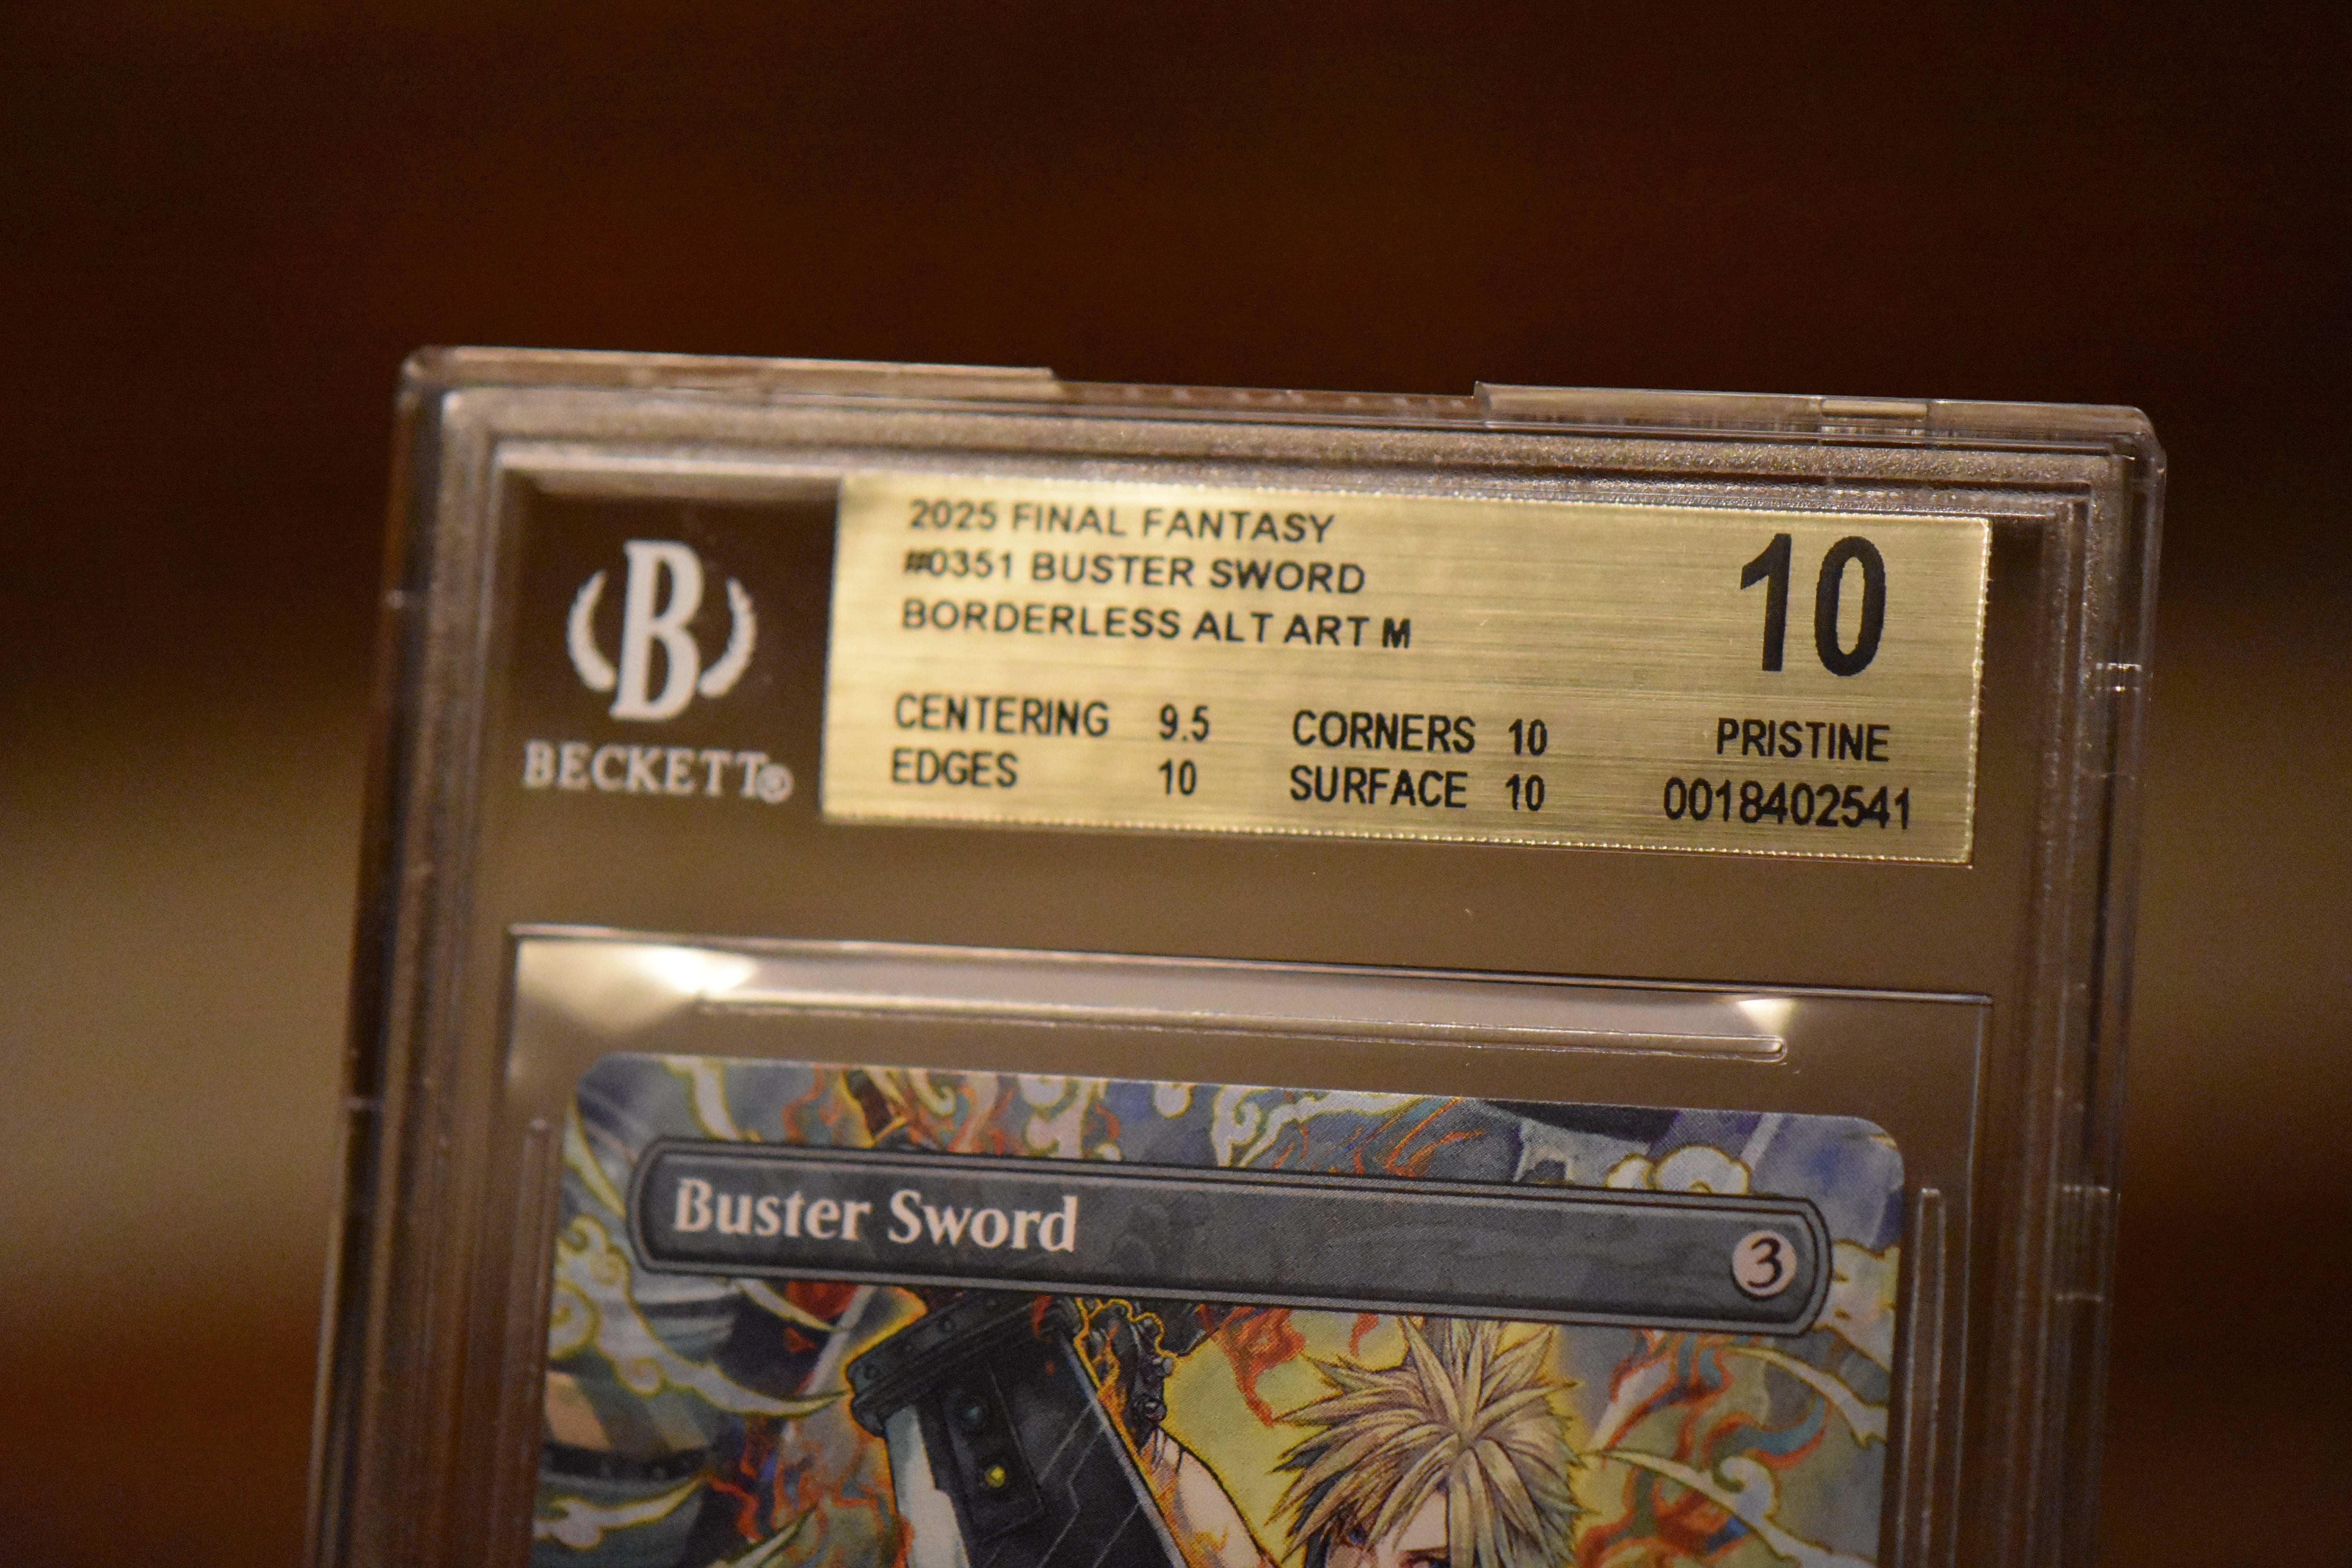 B
BECKETT®
2025 FINAL FANTASY
#0351 BUSTER SWORD
BORDERLESS ALT ART M
10
CENTERING 9.5 CORNERS 10 PRISTINE
EDGES 10 SURFACE 10 0018402541
Buster Sword 3